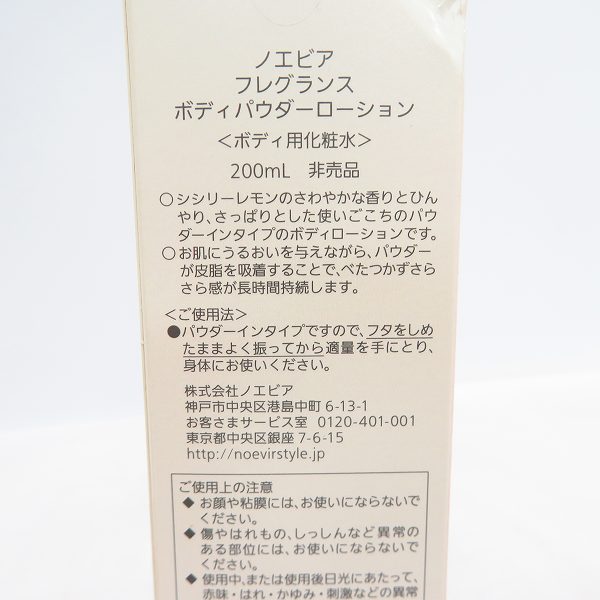 ノエビア
フレグランス
ボディパウダーローション
＜ボディ用化粧水＞
200mL　非売品
○シシリーレモンのさわやかな香りとひん
やり、さっぱりとした使いごこちのパウ
ダーインタイプのボディローションです。
○お肌にうるおいを与えながら、パウダー
が皮脂を吸着することで、べたつかずさら
さら感が長時間持続します。
＜ご使用法＞
●パウダーインタイプですので、フタをしめ
たままよく振ってから適量を手にとり、
身体にお使いください。
株式会社ノエビア
神戸市中央区港島中町 6-13-1
お客さまサービス室　0120-401-001
東京都中央区銀座 7-6-15
http://noevirstyle.jp
ご使用上の注意
◆ お顔や粘膜には、お使いにならないで
ください。
◆ 傷やはれもの、しっしんなど異常の
ある部位には、お使いにならないで
ください。
◆ 使用中、または使用後日光にあたって、
赤味・はれ・かゆみ・刺激などの異常